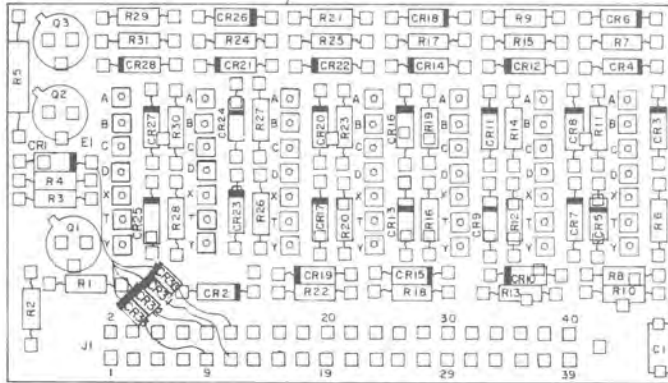 Q3 R29 CR26 R21 CR18 R9 CR6
R31 R24 R25 R17 R15 R7
R5 CR28 CR21 CR22 CR14 CR12 CR4
Q2
A A A A A A
CR27 R30 CR24 R27 CR20 R23 CR16 R19 CR11 R14 CR8 R11 CR3
B B B B B B
CR1 E1
C C C C C C
R4
D D D D D D
R3
X X X X X X
CR25 R28 CR23 R26 CR17 R20 CR13 R16 CR9 R12 CR7 CR5 R6
T T T T T T
Q1
Y Y Y Y Y Y
R1 CR31 CR19 CR15 CR10 R8
R2 CR2 R22 R18 R13 R10
2 20 30 40
J1 C1
1 9 19 29 39